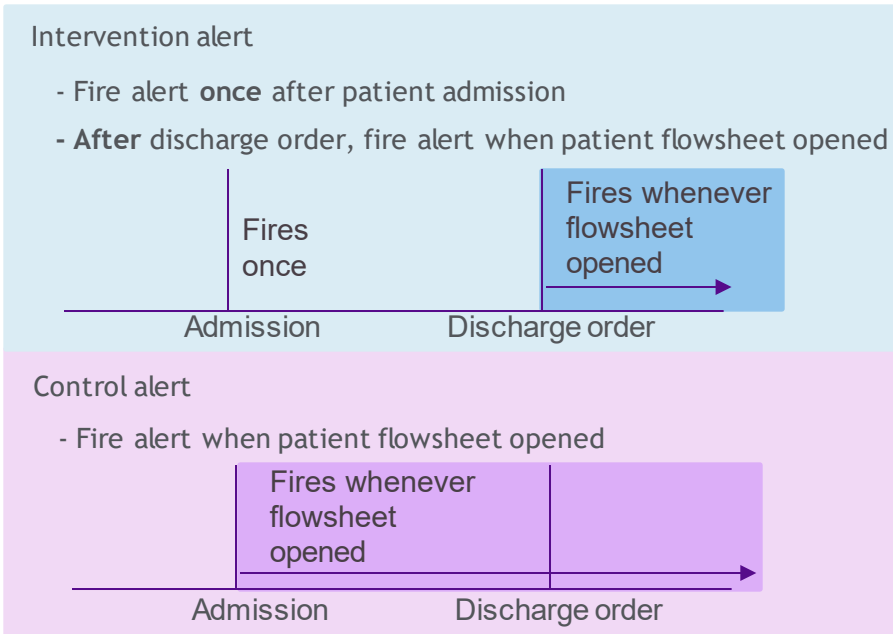 Intervention alert
- Fire alert once after patient admission
- After discharge order, fire alert when patient flowsheet opened
Fires
once
Fires whenever
flowsheet
opened
Admission
Discharge order
Control alert
- Fire alert when patient flowsheet opened
Fires whenever
flowsheet
opened
Admission
Discharge order